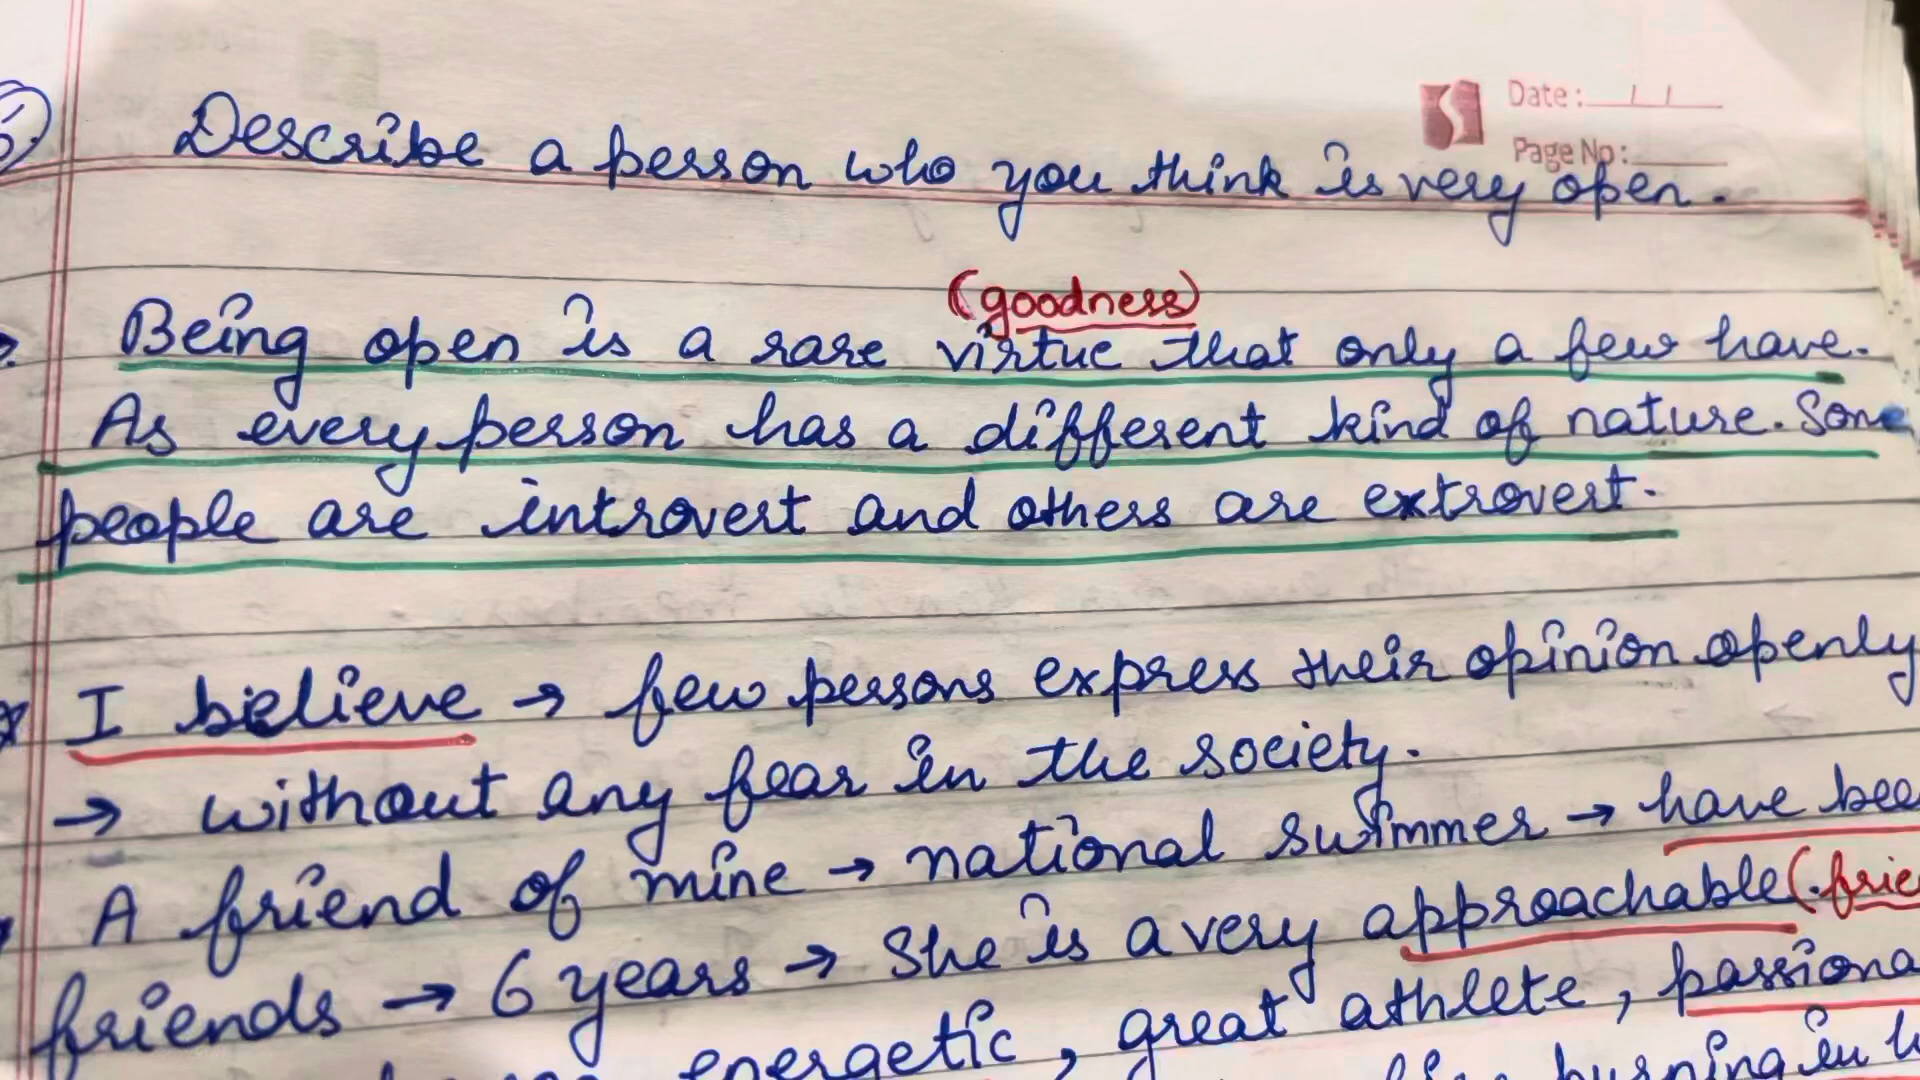 Date:
Page No:
Describe a person who you think is very open.
(goodness)
Being open is a rare virtue that only a few have.
As every person has a different kind of nature. Some
people are introvert and others are extrovert.
I believe → few persons express their opinion openly
→ without any fear in the society.
A friend of mine → national swimmer → have bee
friends → 6 years → She is a very approachable (frie
energetic, great athlete, passiona
burning in h